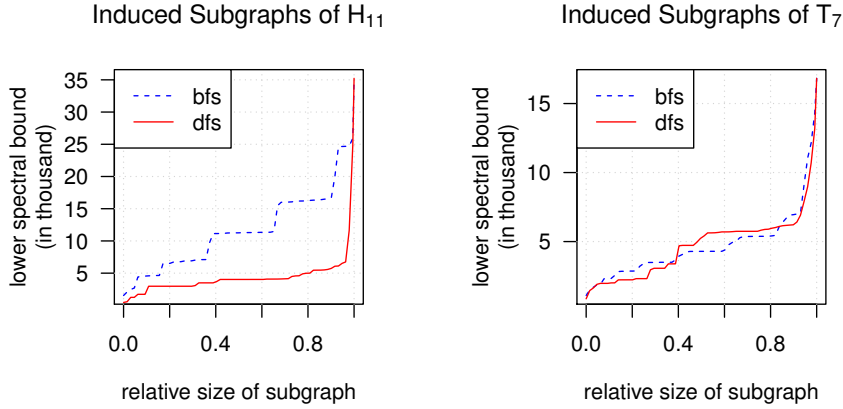 Induced Subgraphs of H11
lower spectral bound
(in thousand)
35
30
25
20
15
10
5
bfs
dfs
0.0 0.4 0.8
relative size of subgraph
Induced Subgraphs of T7
lower spectral bound
(in thousand)
15
10
5
bfs
dfs
0.0 0.4 0.8
relative size of subgraph